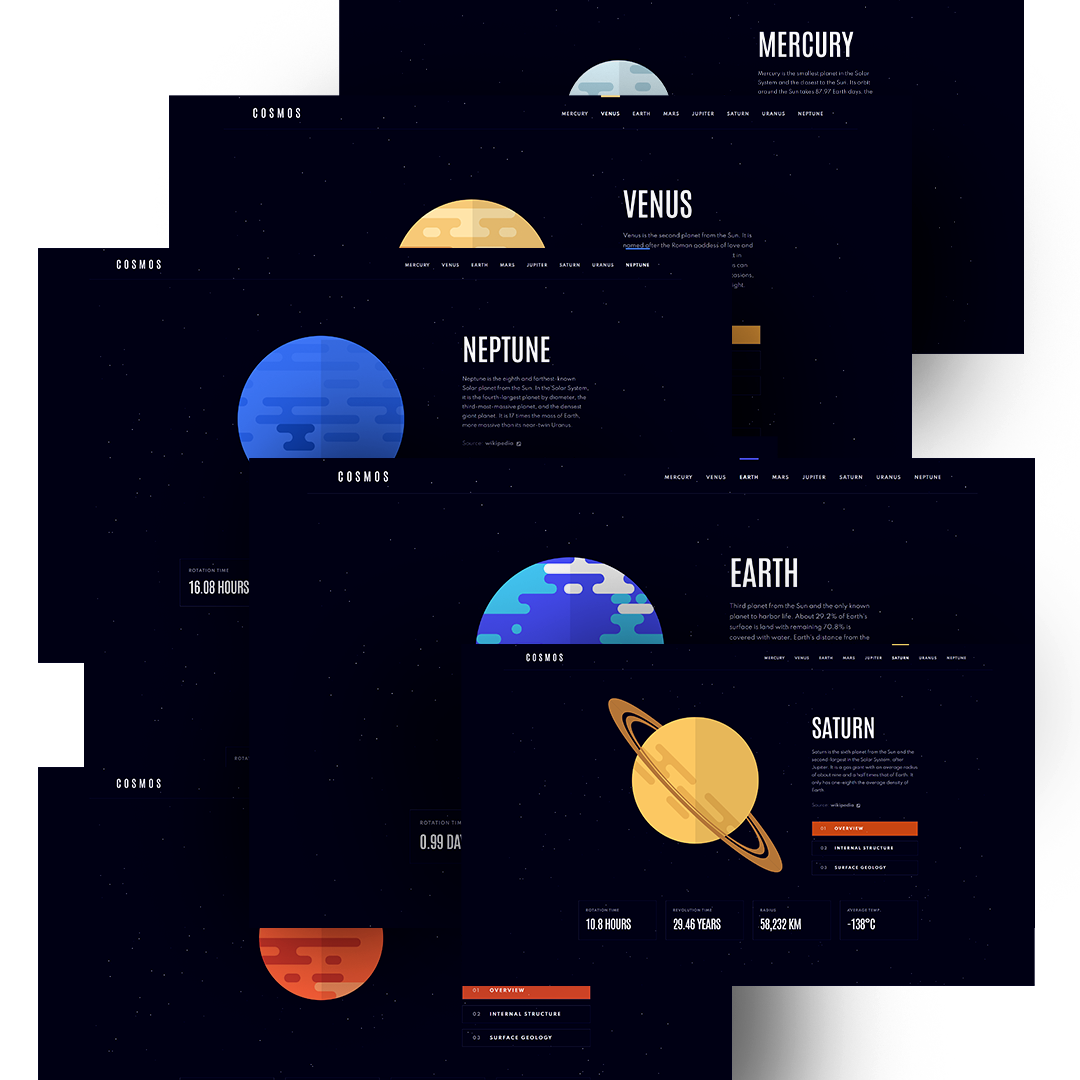 MERCURY
Mercury is the smallest planet in the Solar
System and the closest to the Sun. Its orbit
around the Sun takes 87.97 Earth days, the
COSMOS
MERCURY VENUS EARTH MARS JUPITER SATURN URANUS NEPTUNE
VENUS
Venus is the second planet from the Sun. It is
named after the Roman goddess of love and
COSMOS
MERCURY VENUS EARTH MARS JUPITER SATURN URANUS NEPTUNE
NEPTUNE
Neptune is the eighth and farthest-known
Solar planet from the Sun. In the Solar System,
it is the fourth-largest planet by diameter, the
third-most-massive planet, and the densest
giant planet. It is 17 times the mass of Earth,
more massive than its near-twin Uranus
Source: wikipedia
ROTATION TIME
16.08 HOURS
COSMOS
MERCURY VENUS EARTH MARS JUPITER SATURN URANUS NEPTUNE
EARTH
Third planet from the Sun and the only known
planet to harbor life. About 29.2% of Earth's
surface is land with remaining 70.8% is
covered with water. Earth's distance from the
ROTATION
0.99
COSMOS
MERCURY VENUS EARTH MARS JUPITER SATURN URANUS NEPTUNE
SATURN
Saturn is the sixth planet from the Sun and the
second-largest in the Solar System, after
Jupiter. It is a gas giant with an average radius
of about nine and a half times that of Earth. It
only has one-eighth the average density of
Earth
Source: wikipedia
01 OVERVIEW
02 INTERNAL STRUCTURE
03 SURFACE GEOLOGY
ROTATION TIME
10.8 HOURS
REVOLUTION TIME
29.46 YEARS
RADIUS
58,232 KM
AVERAGE TEMP.
-138°C
COSMOS
01 OVERVIEW
02 INTERNAL STRUCTURE
03 SURFACE GEOLOGY